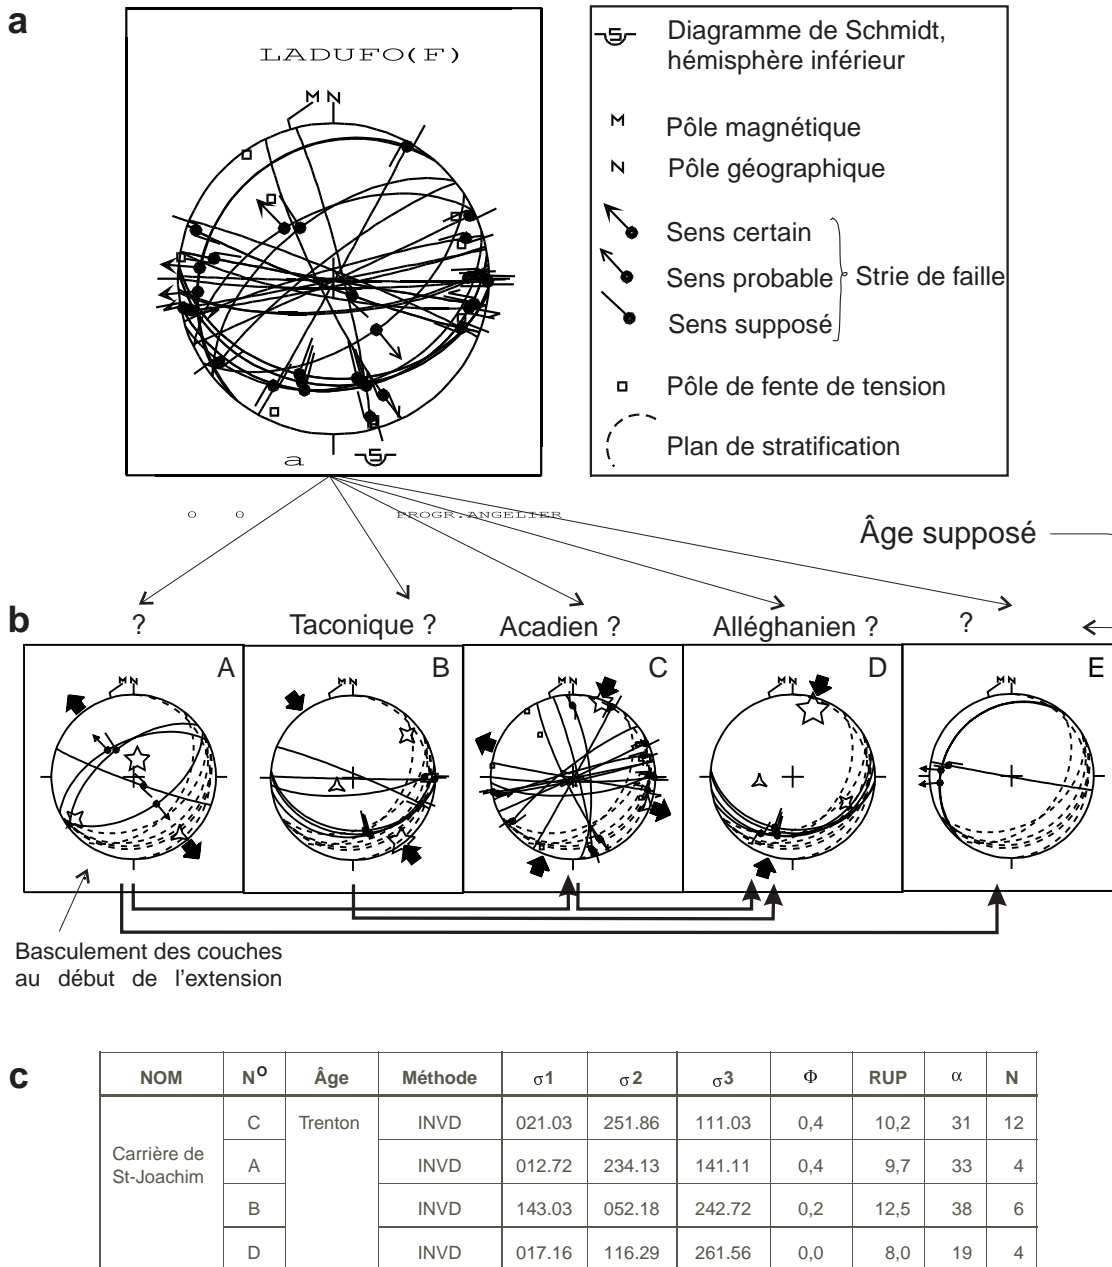 a
LADUFO(F)
M N
a
S
S
Diagramme de Schmidt,
hémisphère inférieur
M
Pôle magnétique
N
Pôle géographique
Sens certain
Sens probable
Strie de faille
Sens supposé
Pôle de fente de tension
Plan de stratification
0 0 PROGR.ANGELIER
Âge supposé
b
? Taconique ? Acadien ? Alléghanien ? ?
A B C D E
M N M N M N M N M N
Basculement des couches
au début de l'extension
c
NOM Nº Âge Méthode σ1 σ2 σ3 Φ RUP α N
Carrière de
St-Joachim
C Trenton INVD 021.03 251.86 111.03 0,4 10,2 31 12
A INVD 012.72 234.13 141.11 0,4 9,7 33 4
B INVD 143.03 052.18 242.72 0,2 12,5 38 6
D INVD 017.16 116.29 261.56 0,0 8,0 19 4